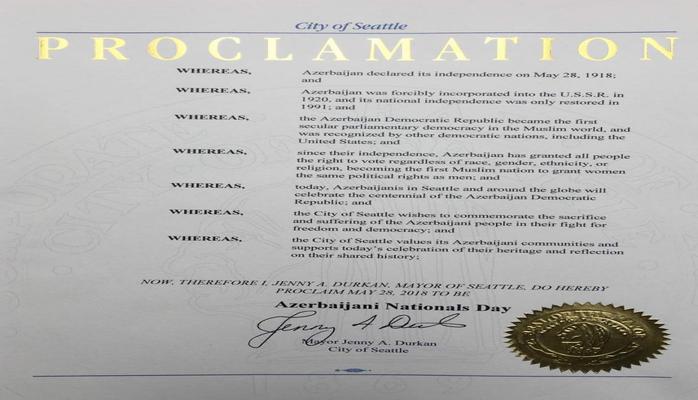 City of Seattle
PROCLAMATION
WHEREAS, Azerbaijan declared its independence on May 28, 1918;
and
WHEREAS, Azerbaijan was forcibly incorporated into the U.S.S.R. in
1920, and its national independence was only restored in
1991; and
WHEREAS, the Azerbaijan Democratic Republic became the first
secular parliamentary democracy in the Muslim world, and
was recognized by other democratic nations, including the
United States; and
WHEREAS, since their independence, Azerbaijan has granted all people
the right to vote regardless of race, gender, ethnicity, or
religion, becoming the first Muslim nation to grant women
the same political rights as men; and
WHEREAS, today, Azerbaijanis in Seattle and around the globe will
celebrate the centennial of the Azerbaijan Democratic
Republic; and
WHEREAS, the City of Seattle wishes to commemorate the sacrifice
and suffering of the Azerbaijani people in their fight for
freedom and democracy; and
WHEREAS, the City of Seattle values its Azerbaijani communities and
supports today's celebration of their heritage and reflection
on their shared history;
NOW, THEREFORE I, JENNY A. DURKAN, MAYOR OF SEATTLE, DO HEREBY
PROCLAIM MAY 28, 2018 TO BE
Azerbaijani Nationals Day
Jenny A Durk
Mayor Jenny A. Durkan
City of Seattle